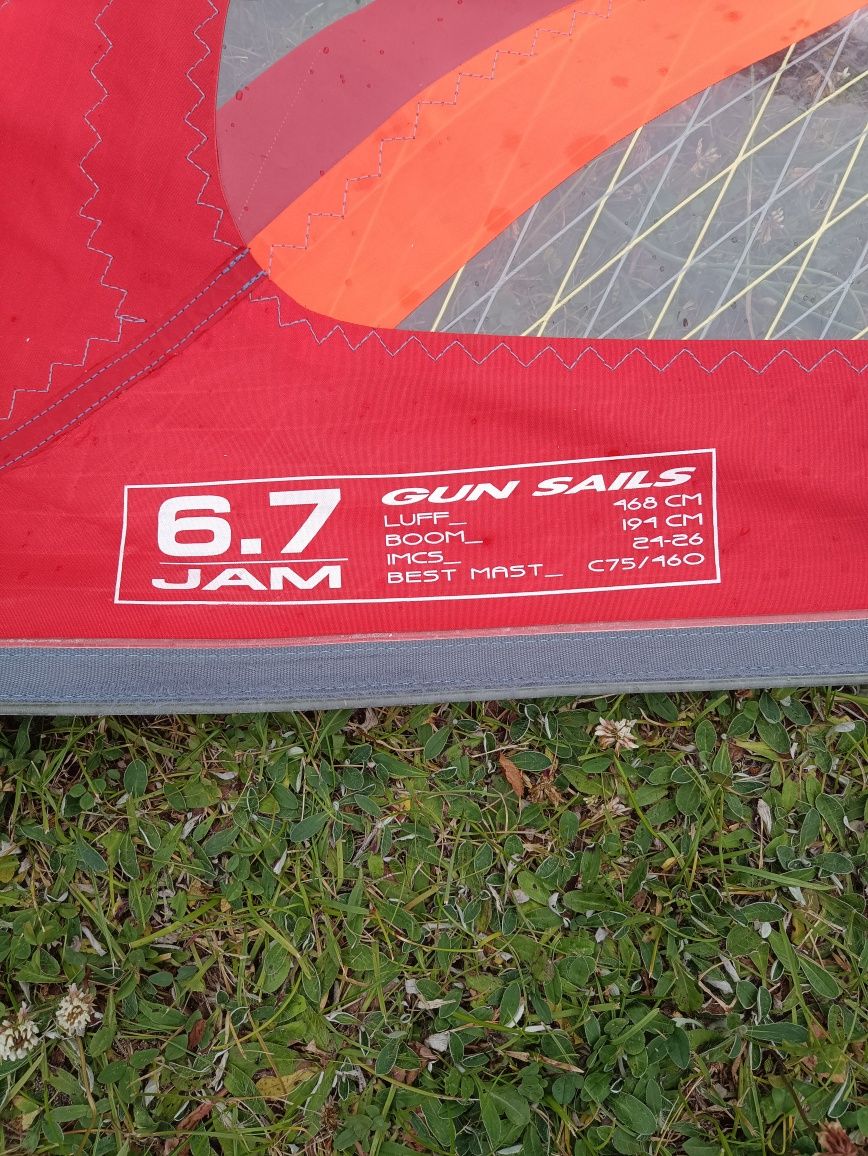 6.7
JAM
GUN SAILS
LUFF_ 468 CM
BOOM_ 194 CM
IMCS_ 24-26
BEST MAST_ C75/460